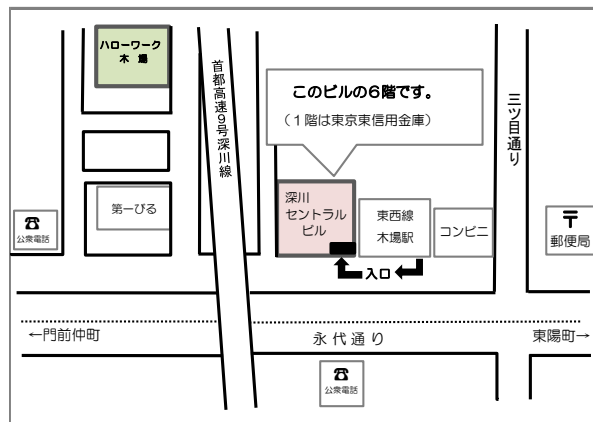 ハローワーク
木 場
首都高速9号深川線
このビルの6階です。
（1階は東京東信用金庫）
三ツ目通り
第一びる
深川
セントラル
ビル
東西線
木場駅
コンビニ
☎
公衆電話
〒
郵便局
入口
←門前仲町
永代通り
東陽町→
☎
公衆電話